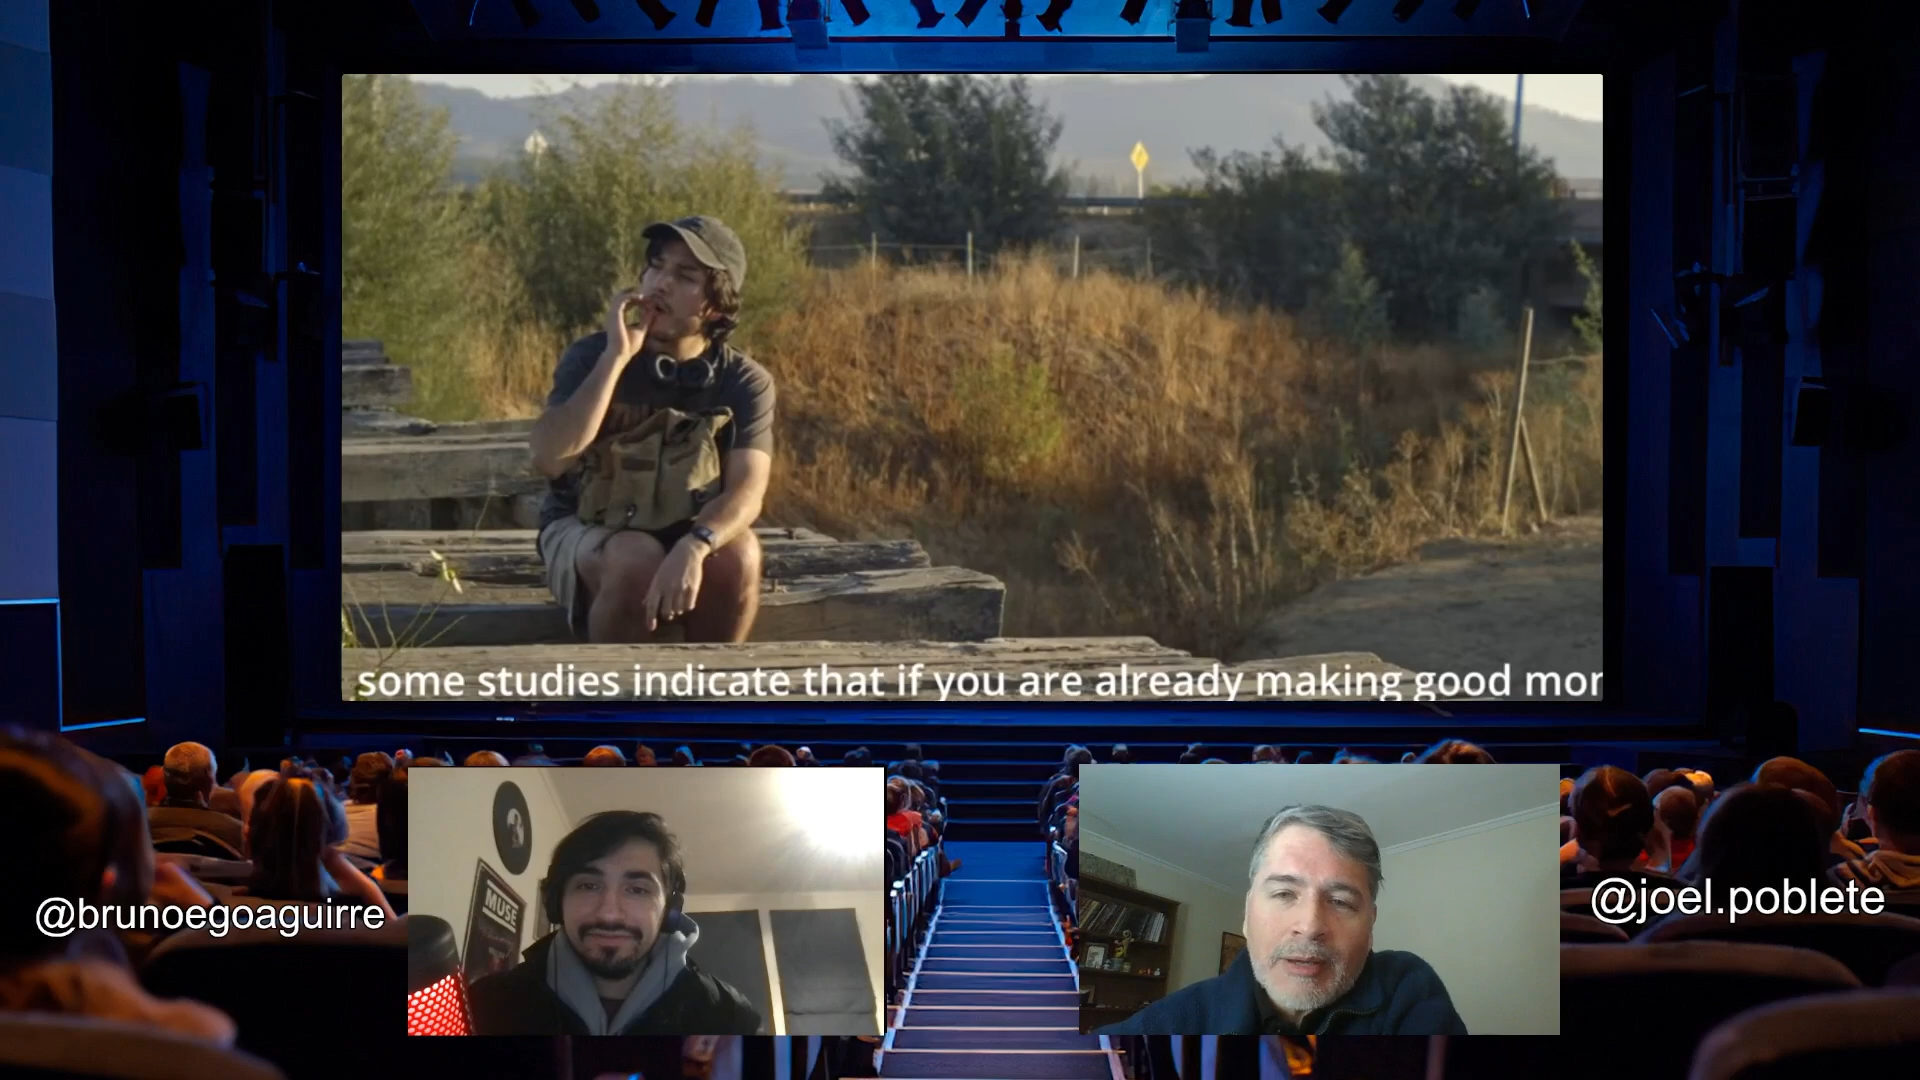 some studies indicate that if you are already making good mor
MUSE
@brunoegoaguirre
@joel.poblete